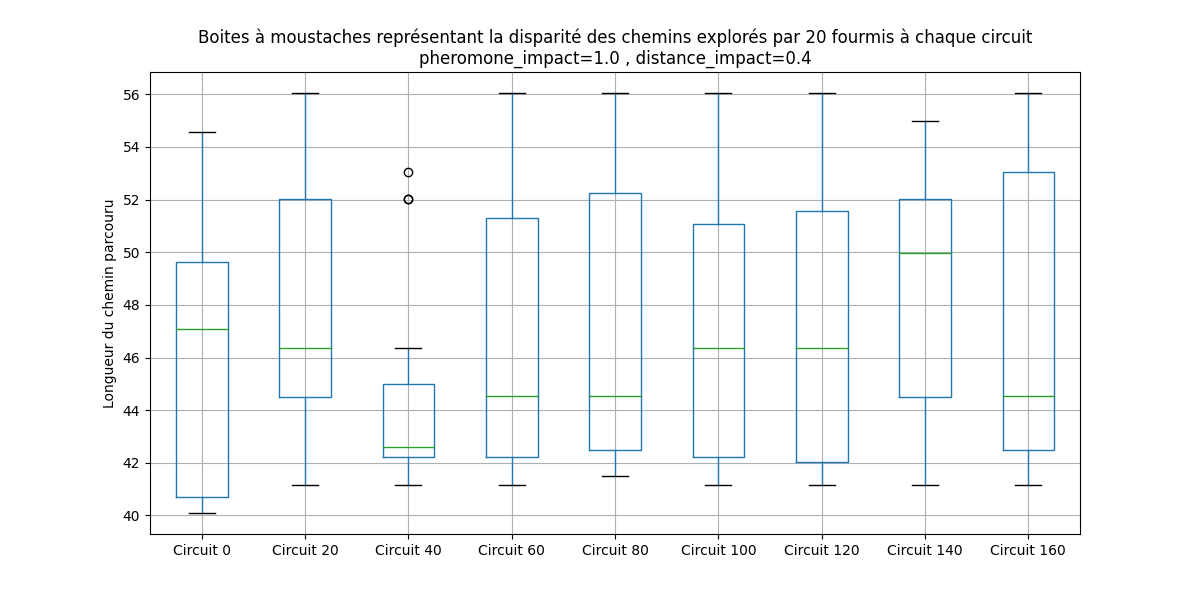 Boites à moustaches représentant la disparité des chemins explorés par 20 fourmis à chaque circuit
pheromone_impact=1.0 , distance_impact=0.4
Longueur du chemin parcouru
56
54
52
50
48
46
44
42
40
Circuit 0
Circuit 20
Circuit 40
Circuit 60
Circuit 80
Circuit 100
Circuit 120
Circuit 140
Circuit 160